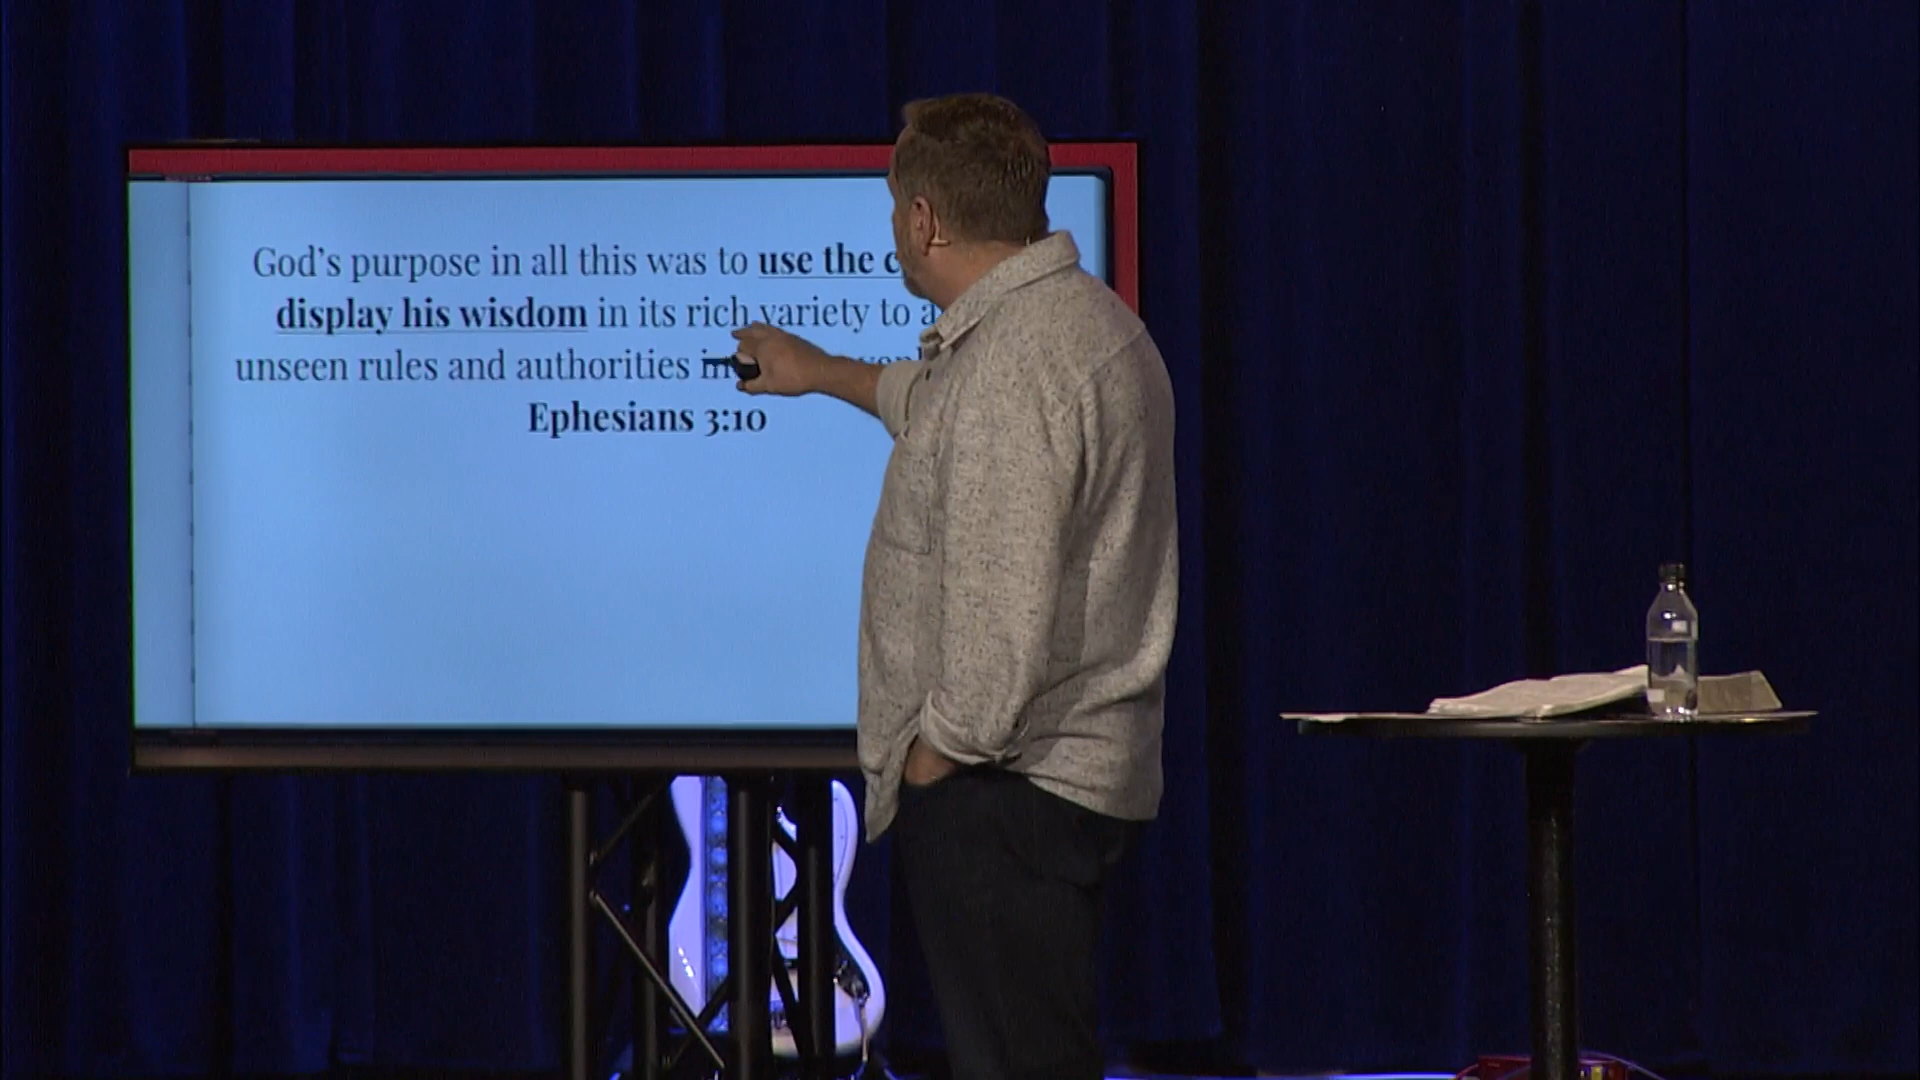 God's purpose in all this was to use the
display his wisdom in its rich variety to
unseen rules and authorities
Ephesians 3:10